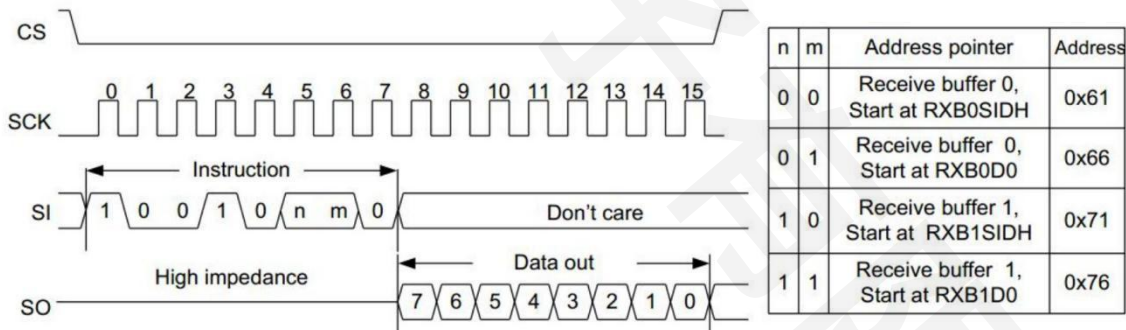 CS
0 1 2 3 4 5 6 7 8 9 10 11 12 13 14 15
SCK
Instruction
SI 1 0 0 1 0 n m 0 Don't care
High impedance Data out
SO 7 6 5 4 3 2 1 0
n m Address pointer Address
0 0 Receive buffer 0, Start at RXB0SIDH 0x61
0 1 Receive buffer 0, Start at RXB0D0 0x66
1 0 Receive buffer 1, Start at RXB1SIDH 0x71
1 1 Receive buffer 1, Start at RXB1D0 0x76